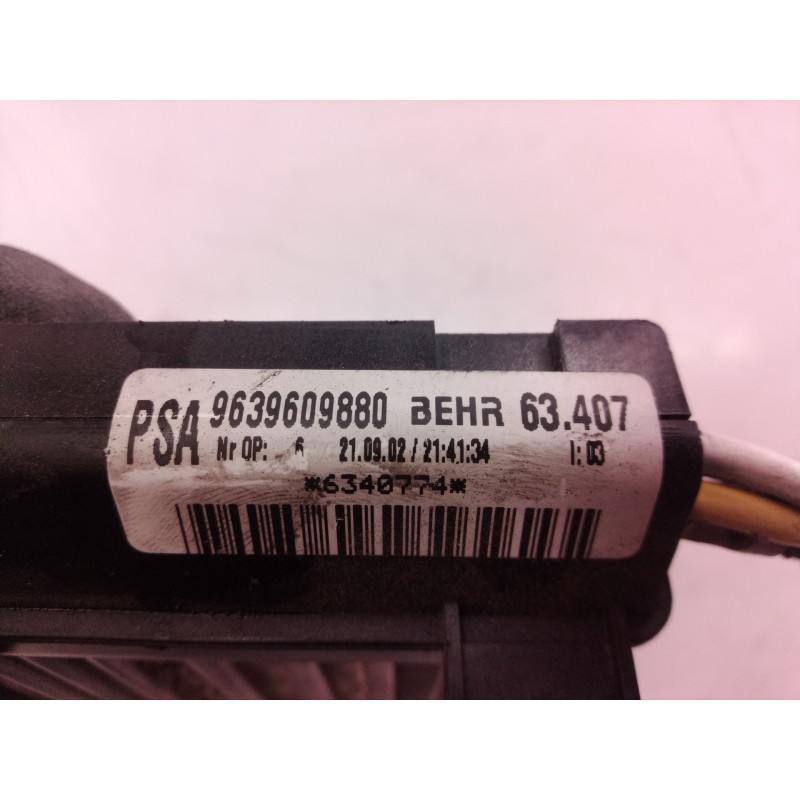 PSA 9639609880 BEHR 63.407
Nr OP: 6 21.09.02 / 21:41:34 I: 03
*6340774*